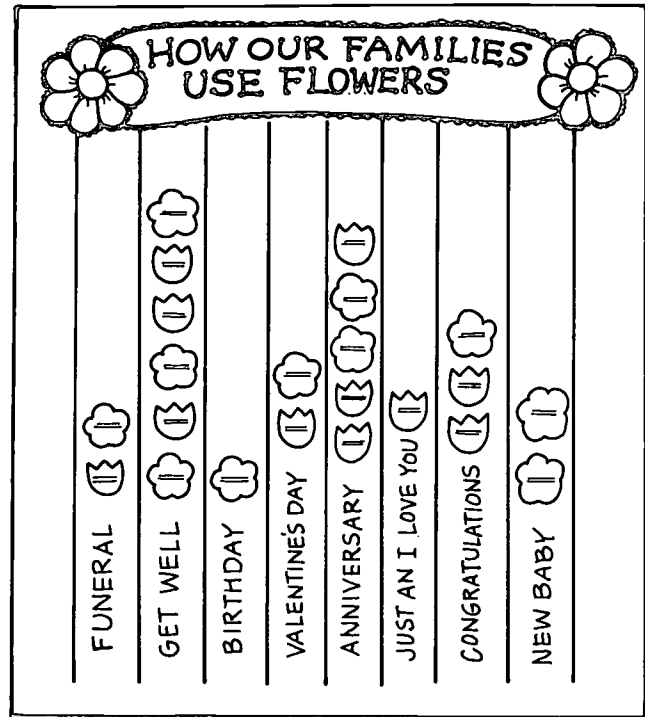 HOW OUR FAMILIES
USE FLOWERS
FUNERAL
GET WELL
BIRTHDAY
VALENTINE'S DAY
ANNIVERSARY
JUST AN I LOVE YOU
CONGRATULATIONS
NEW BABY